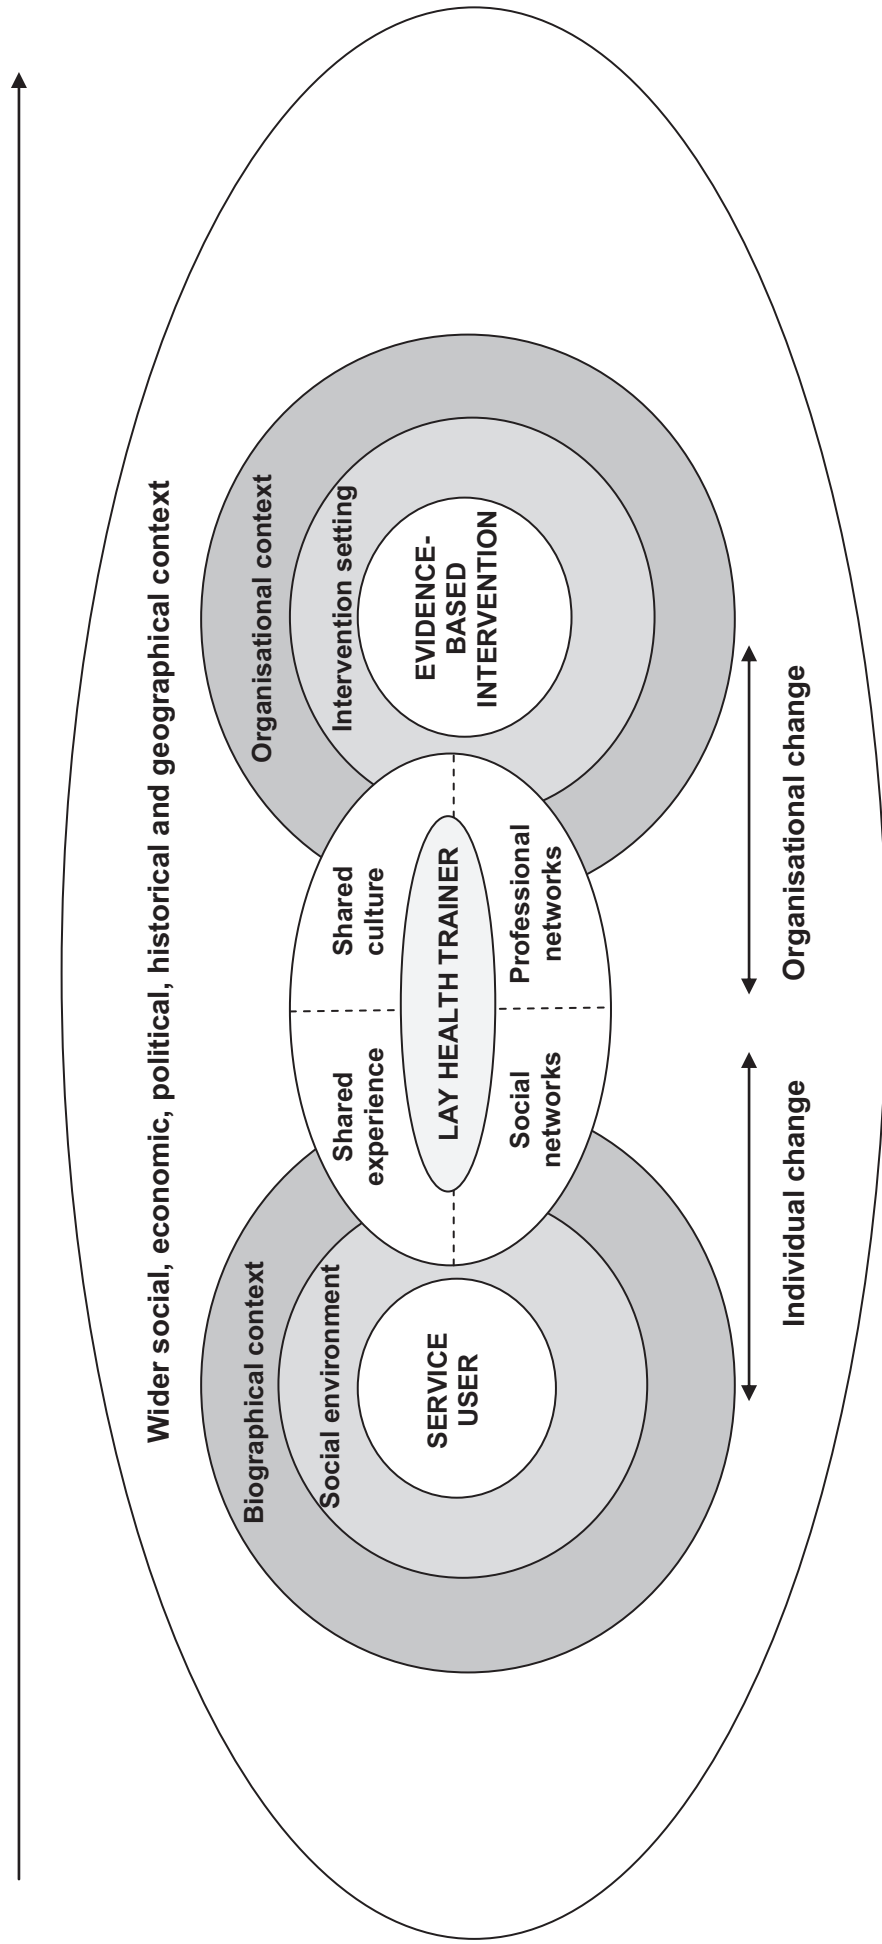 Wider social, economic, political, historical and geographical context
Biographical context
Social environment
SERVICE
USER
Shared
experience
Shared
culture
LAY HEALTH TRAINER
Social
networks
Professional
networks
Organisational context
Intervention setting
EVIDENCE-
BASED
INTERVENTION
Individual change
Organisational change